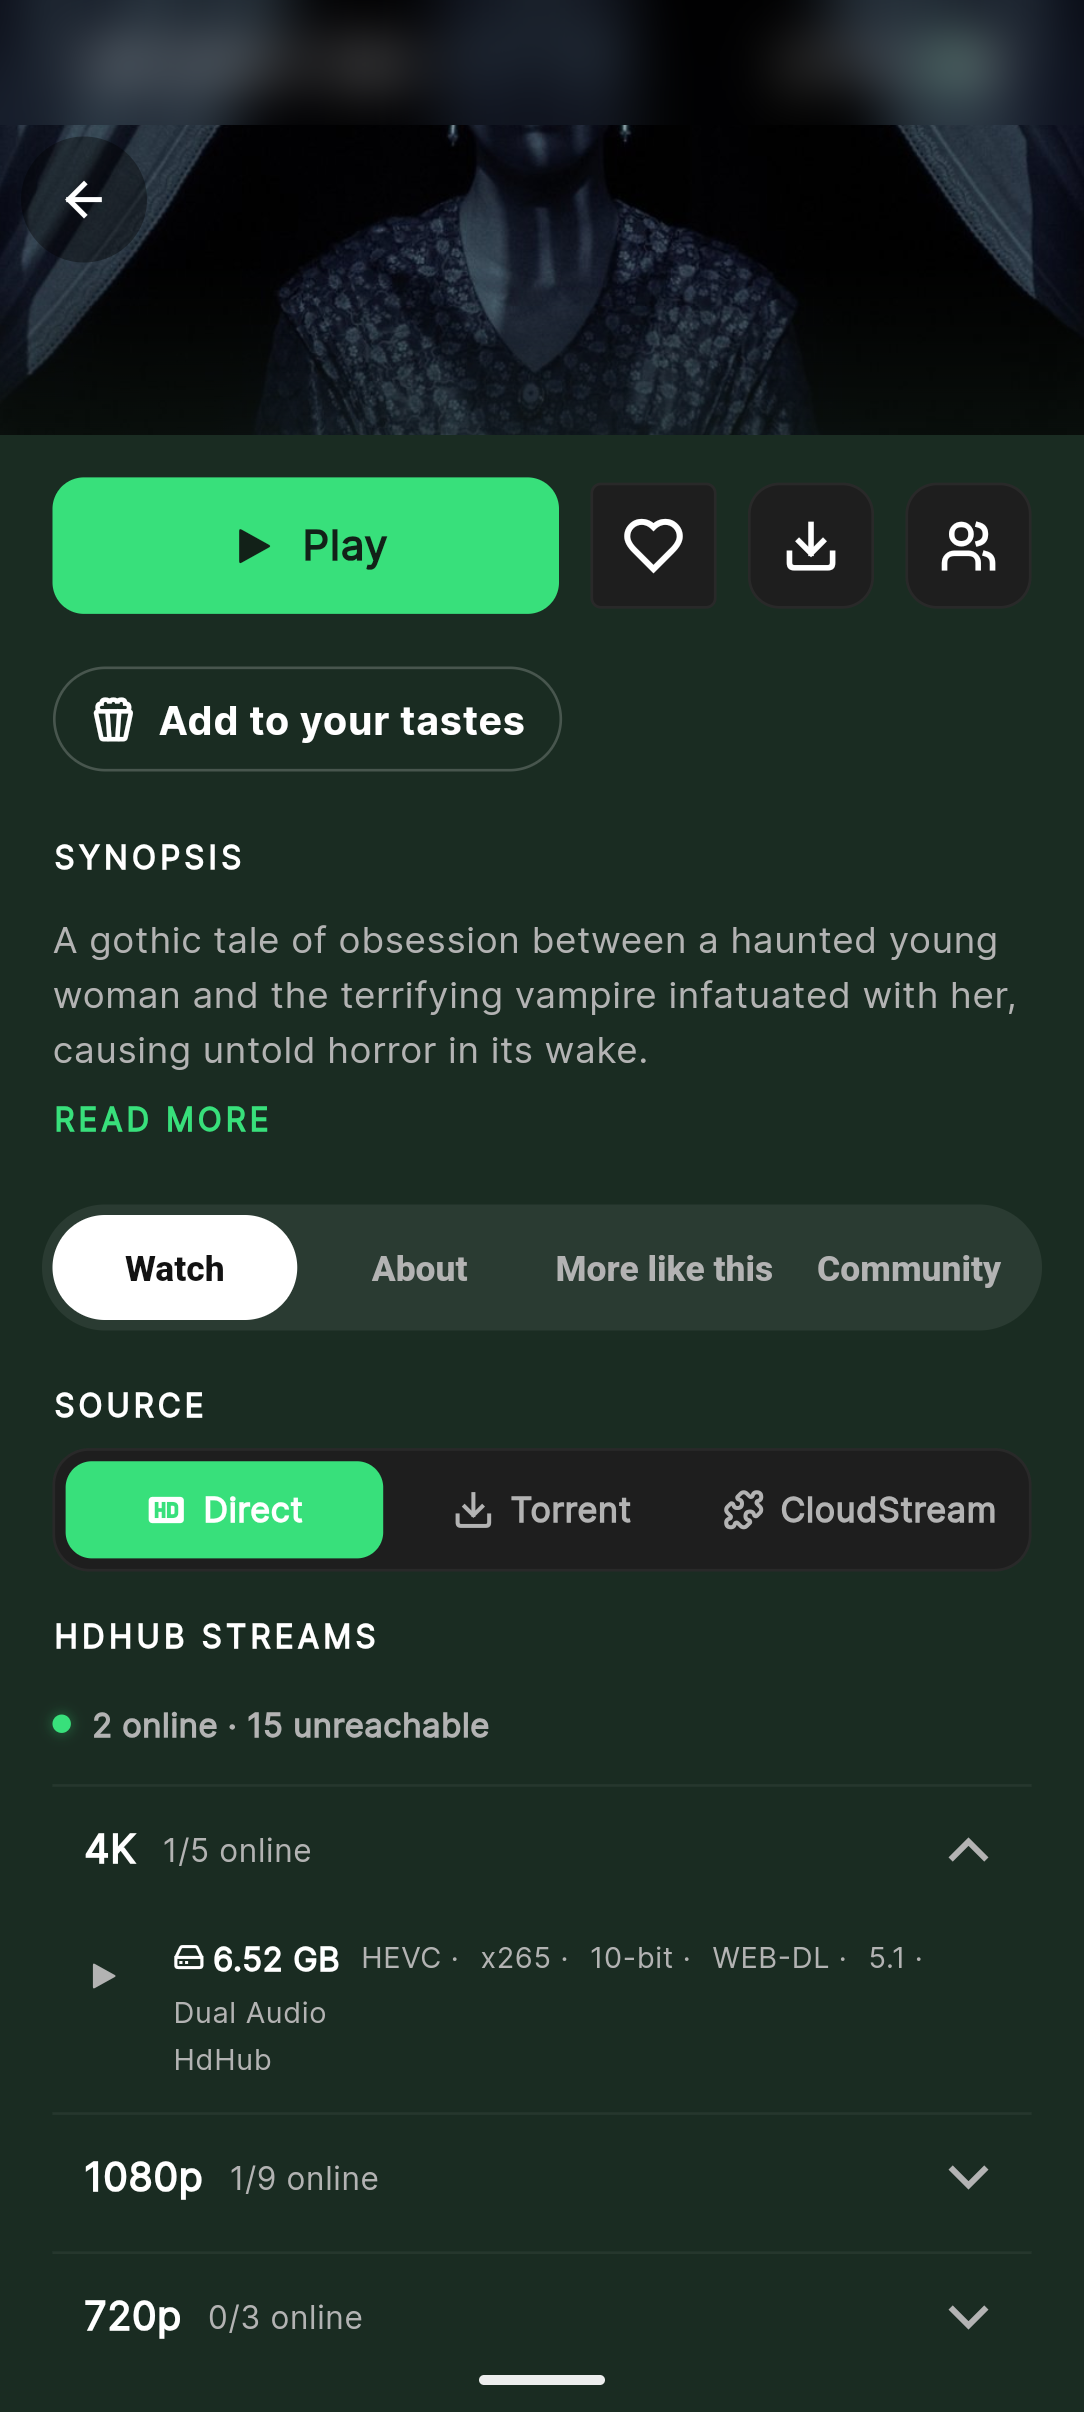 Play
Add to your tastes
SYNOPSIS
A gothic tale of obsession between a haunted young
woman and the terrifying vampire infatuated with her,
causing untold horror in its wake.
READ MORE
Watch About More like this Community
SOURCE
HD Direct Torrent CloudStream
HDHUB STREAMS
2 online · 15 unreachable
4K 1/5 online
6.52 GB HEVC · x265 · 10-bit · WEB-DL · 5.1 ·
Dual Audio
HdHub
1080p 1/9 online
720p 0/3 online